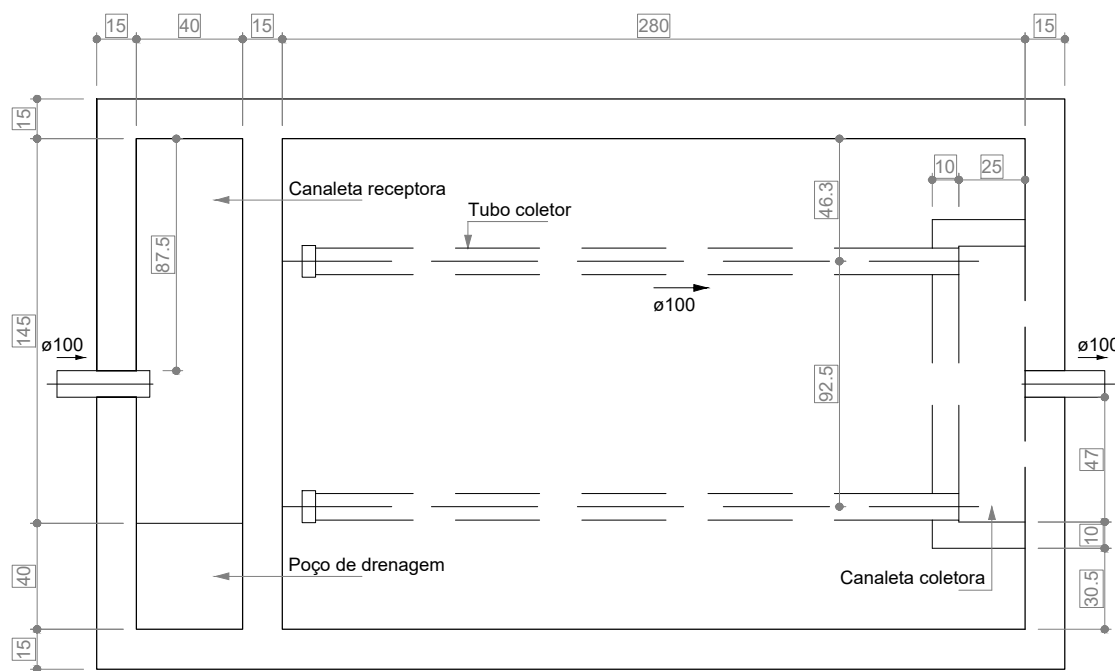 15
40
15
280
15
15
Canaleta receptora
10
25
46.3
Tubo coletor
87.5
ø100
145
ø100
ø100
92.5
47
10
Poço de drenagem
Canaleta coletora
40
30.5
15